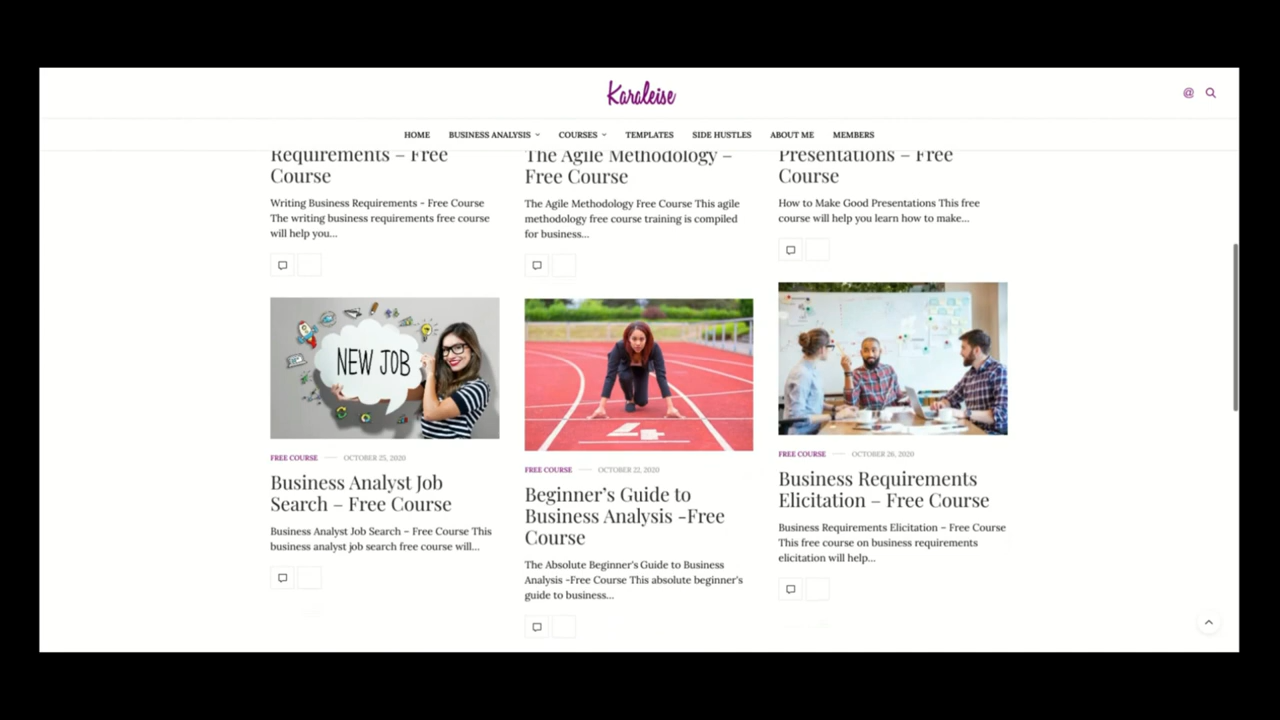 Karaleise
@
HOME BUSINESS ANALYSIS COURSES TEMPLATES SIDE HUSTLES ABOUT ME MEMBERS
Requirements – Free
Course
Writing Business Requirements - Free Course
The writing business requirements free course
will help you...
The Agile Methodology –
Free Course
The Agile Methodology Free Course This agile
methodology free course training is compiled
for business...
Presentations – Free
Course
How to Make Good Presentations This free
course will help you learn how to make...
NEW JOB
FREE COURSE — OCTOBER 25, 2020
Business Analyst Job
Search – Free Course
Business Analyst Job Search – Free Course This
business analyst job search free course will...
4
FREE COURSE — OCTOBER 22, 2020
Beginner's Guide to
Business Analysis -Free
Course
The Absolute Beginner's Guide to Business
Analysis -Free Course This absolute beginner's
guide to business...
FREE COURSE — OCTOBER 26, 2020
Business Requirements
Elicitation – Free Course
Business Requirements Elicitation – Free Course
This free course on business requirements
elicitation will help...